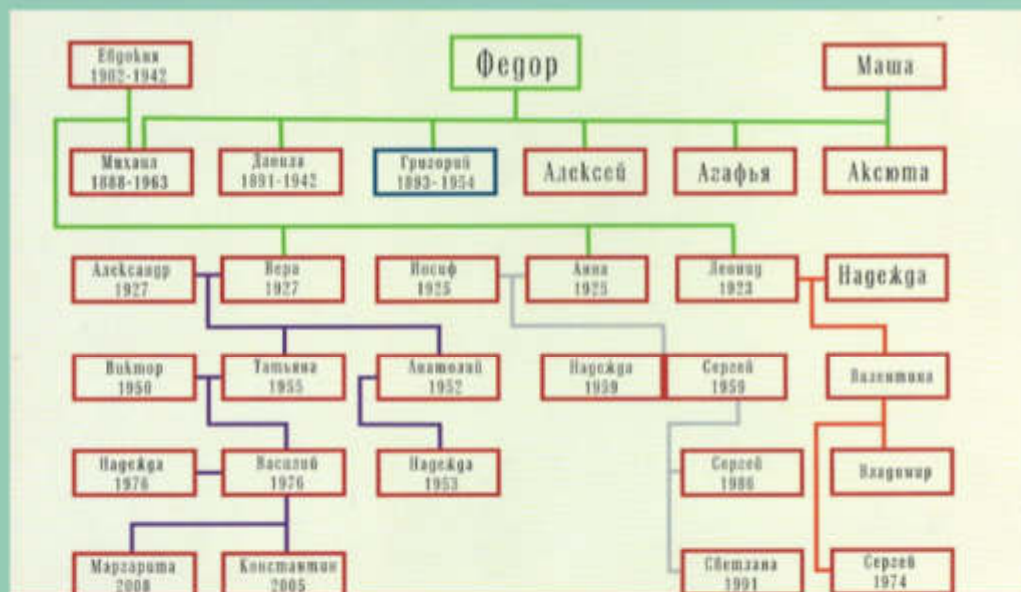 Евдокия
1902-1942
Федор
Маша
Михаил
1888-1963
Данила
1891-1942
Григорий
1893-1954
Алексей
Агафья
Аксюта
Александр
1927
Вера
1927
Иосиф
1925
Анна
1925
Леонид
1923
Надежда
Виктор
1950
Татьяна
1955
Анатолий
1952
Надежда
1959
Сергей
1959
Валентина
Надежда
1976
Василий
1976
Надежда
1953
Сергей
1986
Владимир
Маргарита
2008
Константин
2005
Светлана
1991
Сергей
1974